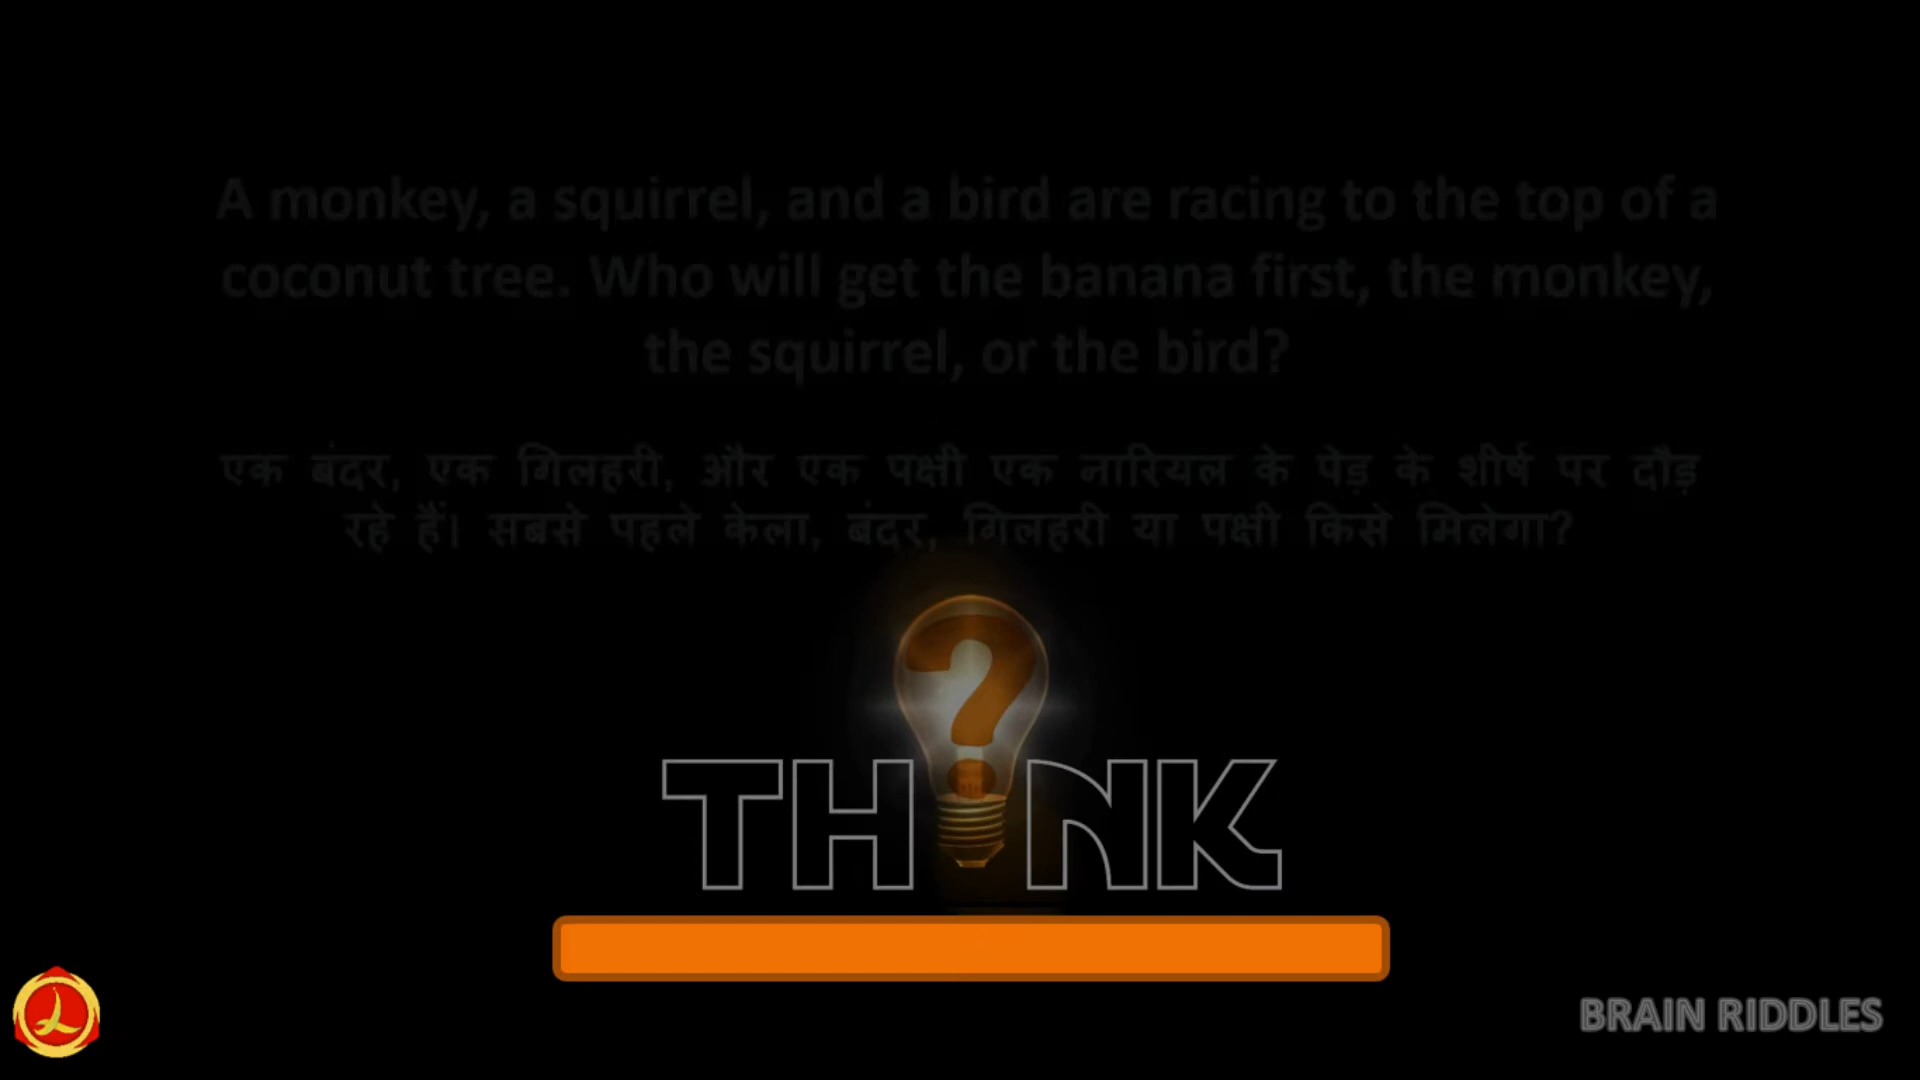 A monkey, a squirrel, and a bird are racing to the top of a
coconut tree. Who will get the banana first, the monkey,
the squirrel, or the bird?
एक बंदर, एक गिलहरी, और एक पक्षी एक नारियल के पेड़ के शीर्ष पर दौड़
रहे हैं। सबसे पहले केला, बंदर, गिलहरी या पक्षी किसे मिलेगा?
TH?NK
BRAIN RIDDLES